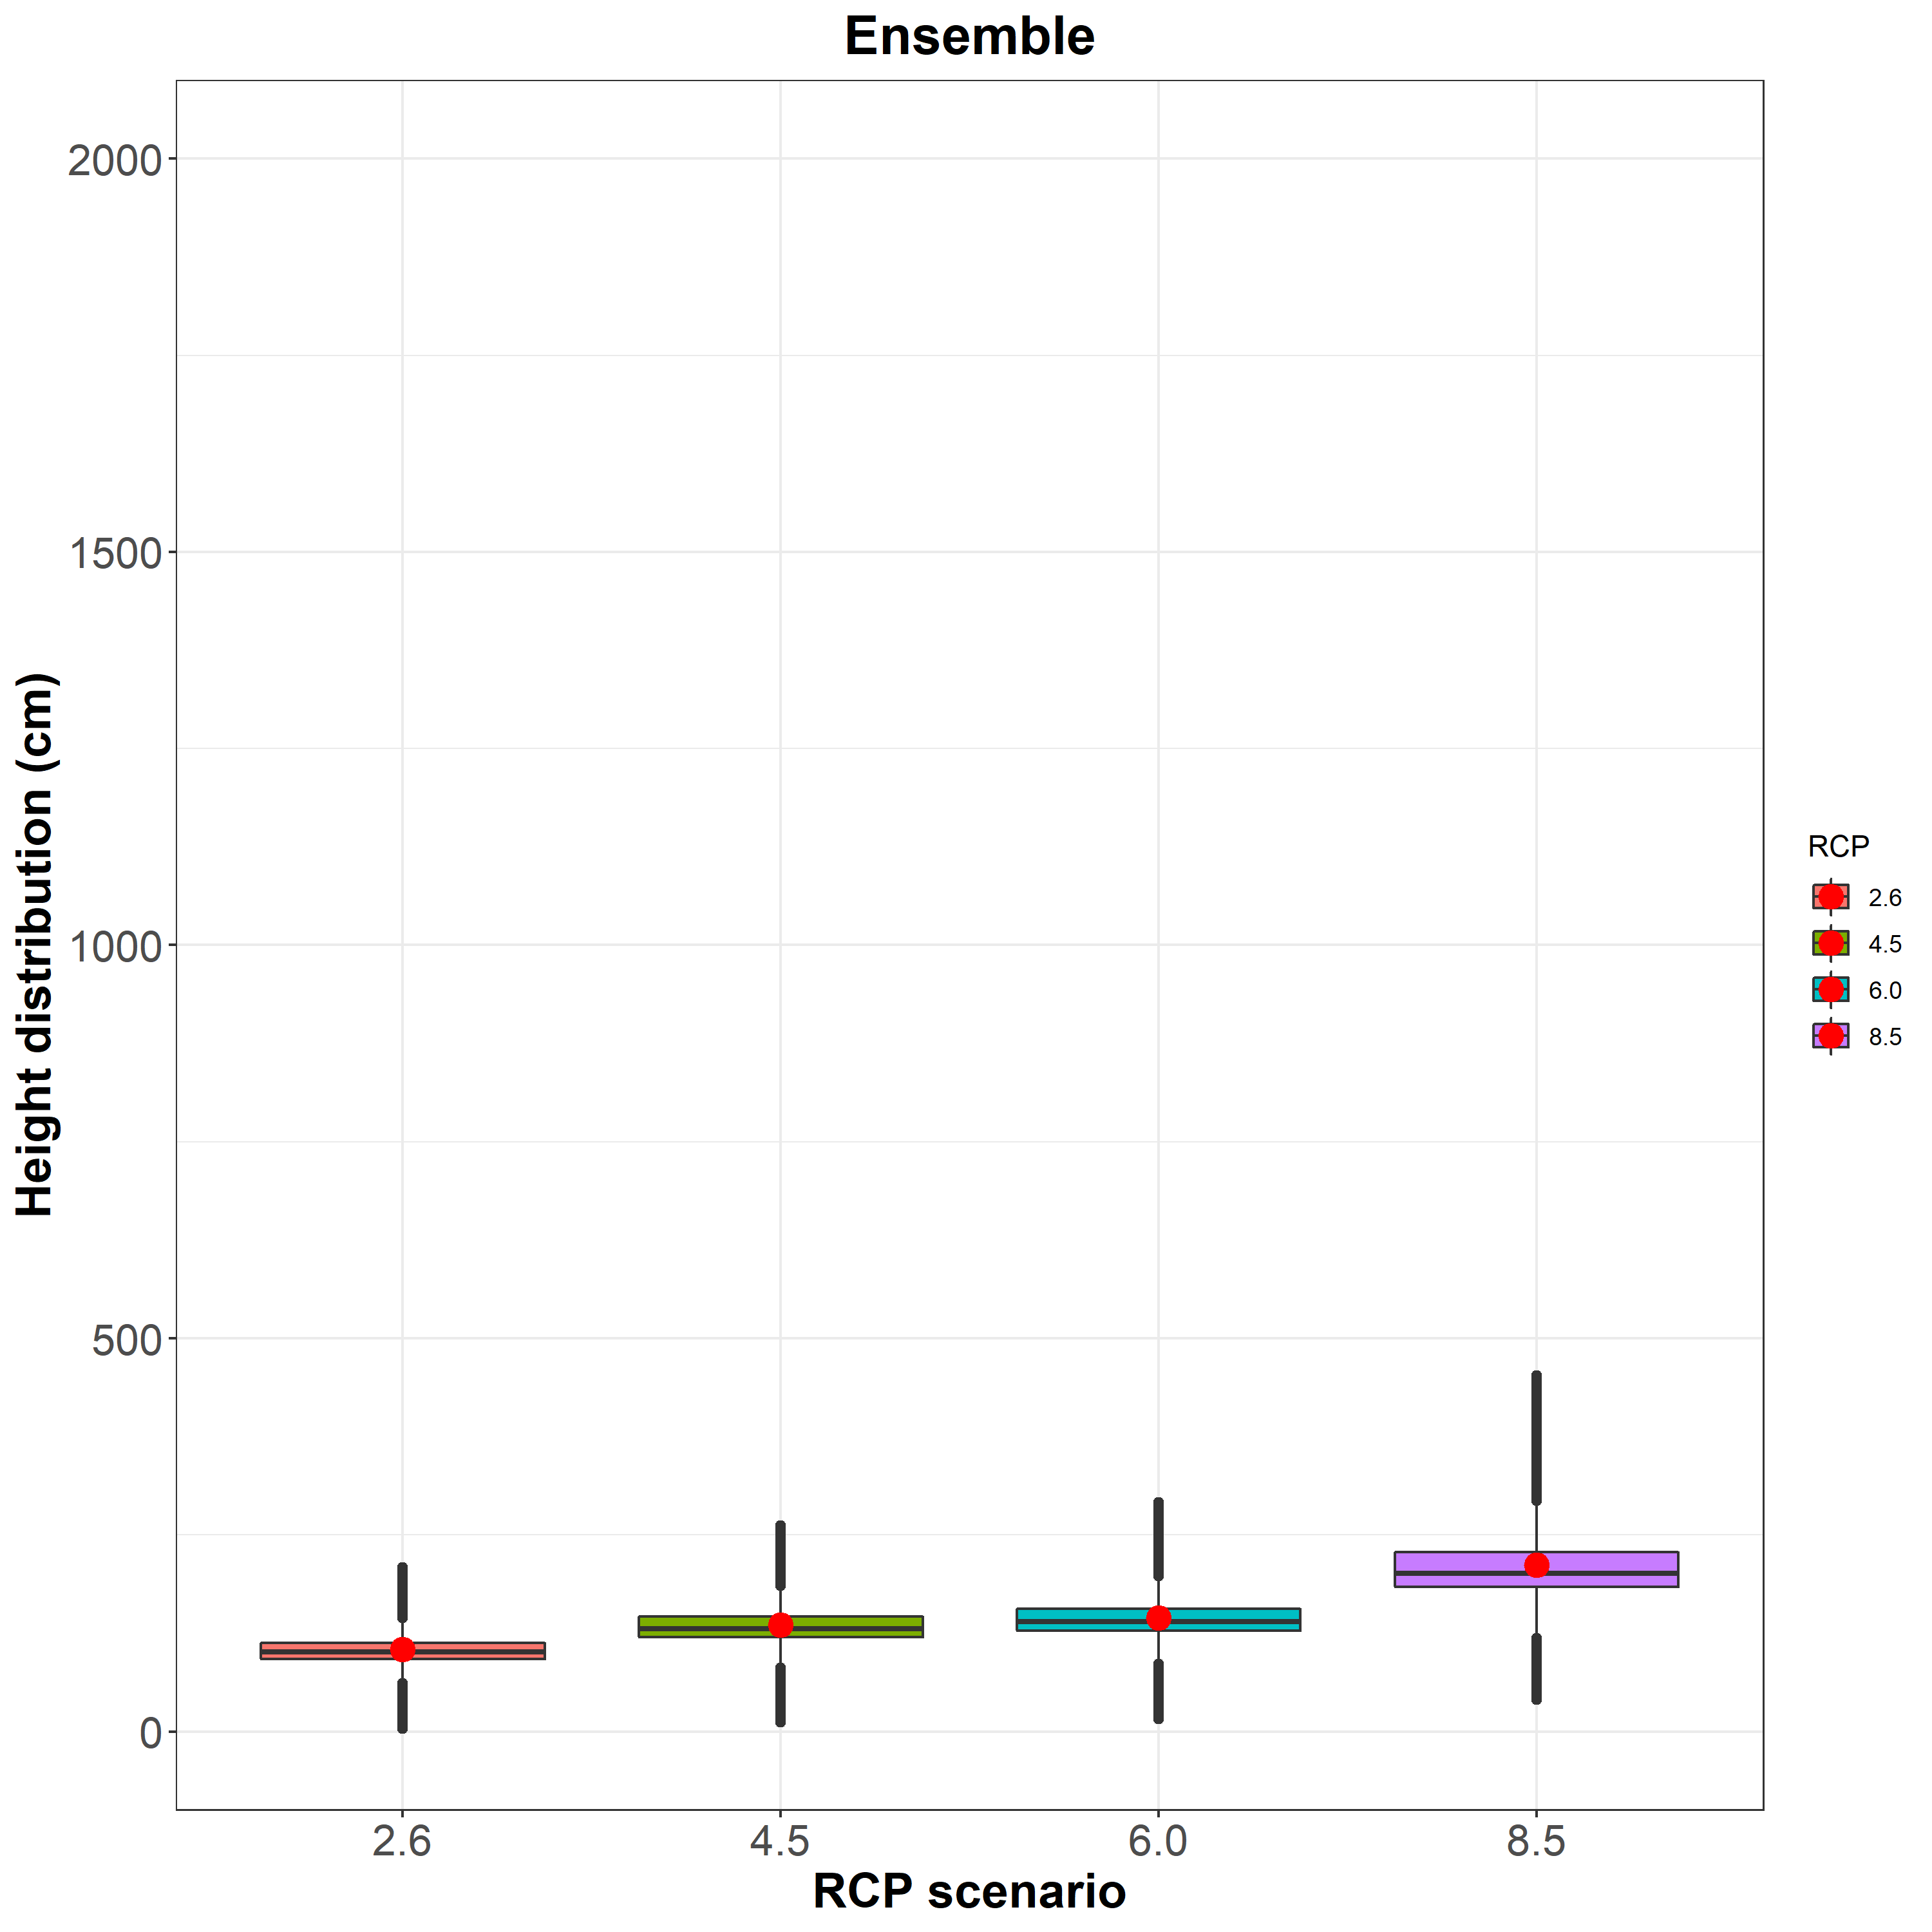 Ensemble
2000
1500
1000
500
0
Height distribution (cm)
2.6 4.5 6.0 8.5
RCP scenario
RCP
2.6
4.5
6.0
8.5